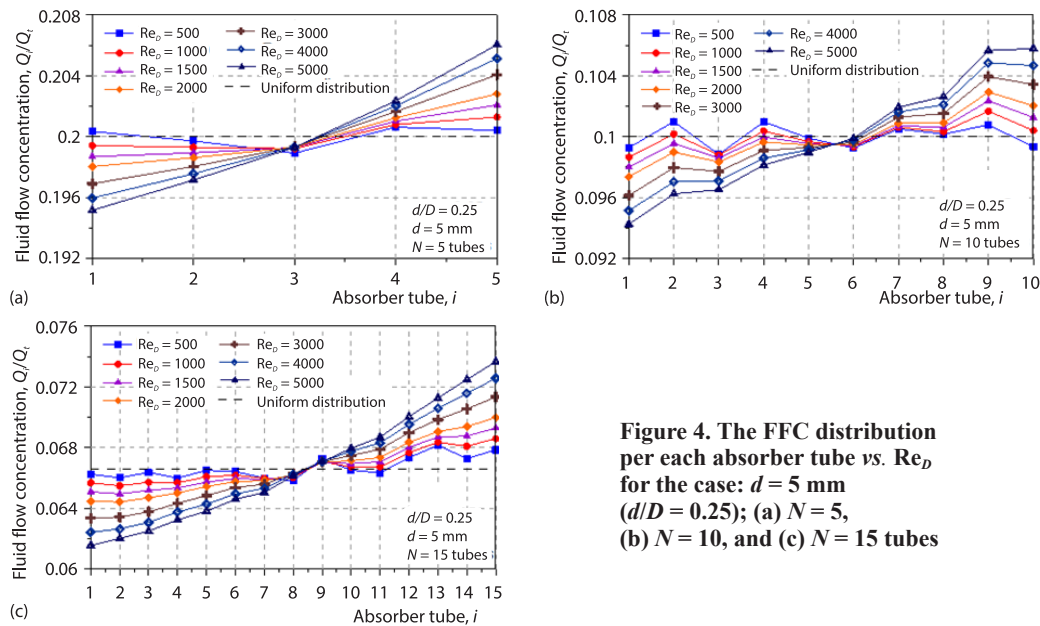 0.208
0.204
0.2
0.196
0.192
Fluid flow concentration, Qi/Qt
Re_D = 500
Re_D = 1000
Re_D = 1500
Re_D = 2000
Re_D = 3000
Re_D = 4000
Re_D = 5000
Uniform distribution
d/D = 0.25
d = 5 mm
N = 5 tubes
1 2 3 4 5
(a) Absorber tube, i
0.108
0.104
0.1
0.096
0.092
Fluid flow concentration, Qi/Qt
Re_D = 500
Re_D = 1000
Re_D = 1500
Re_D = 2000
Re_D = 3000
Re_D = 4000
Re_D = 5000
Uniform distribution
d/D = 0.25
d = 5 mm
N = 10 tubes
1 2 3 4 5 6 7 8 9 10
(b) Absorber tube, i
0.076
0.072
0.068
0.064
0.06
Fluid flow concentration, Qi/Qt
Re_D = 500
Re_D = 1000
Re_D = 1500
Re_D = 2000
Re_D = 3000
Re_D = 4000
Re_D = 5000
Uniform distribution
d/D = 0.25
d = 5 mm
N = 15 tubes
1 2 3 4 5 6 7 8 9 10 11 12 13 14 15
(c) Absorber tube, i
Figure 4. The FFC distribution
per each absorber tube vs. Re_D
for the case: d = 5 mm
(d/D = 0.25); (a) N = 5,
(b) N = 10, and (c) N = 15 tubes